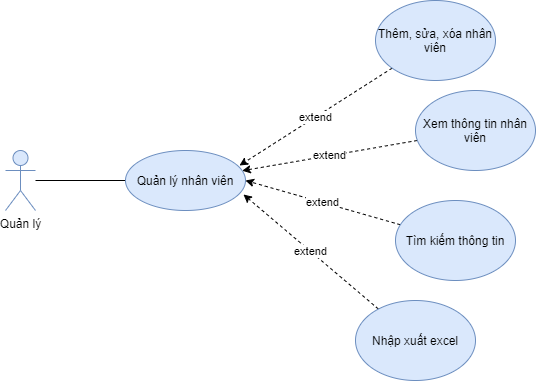 Thêm, sửa, xóa nhân
viên
extend
Xem thông tin nhân
viên
extend
Quản lý nhân viên
extend
Quản lý
Tìm kiếm thông tin
extend
Nhập xuất excel